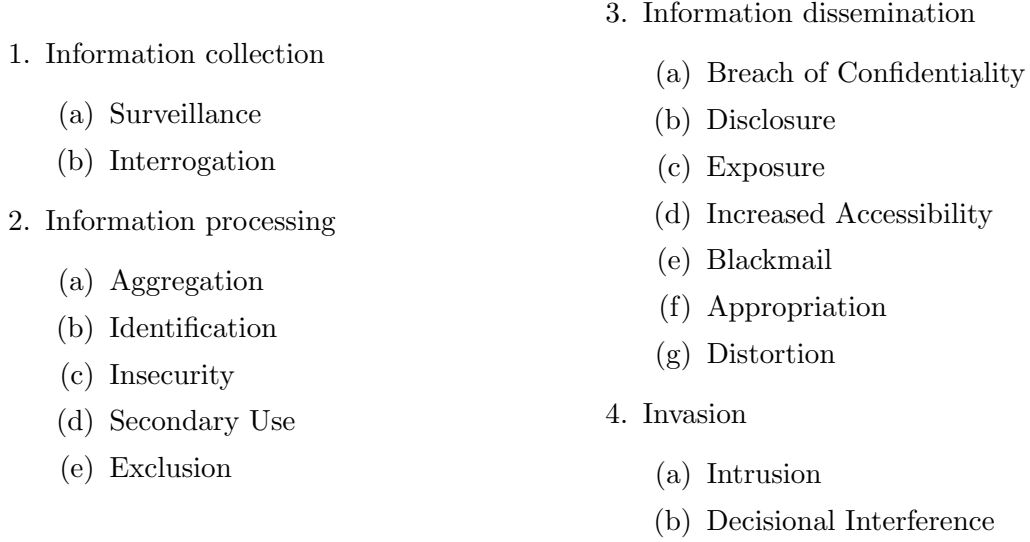 1. Information collection
(a) Surveillance
(b) Interrogation
2. Information processing
(a) Aggregation
(b) Identification
(c) Insecurity
(d) Secondary Use
(e) Exclusion
3. Information dissemination
(a) Breach of Confidentiality
(b) Disclosure
(c) Exposure
(d) Increased Accessibility
(e) Blackmail
(f) Appropriation
(g) Distortion
4. Invasion
(a) Intrusion
(b) Decisional Interference